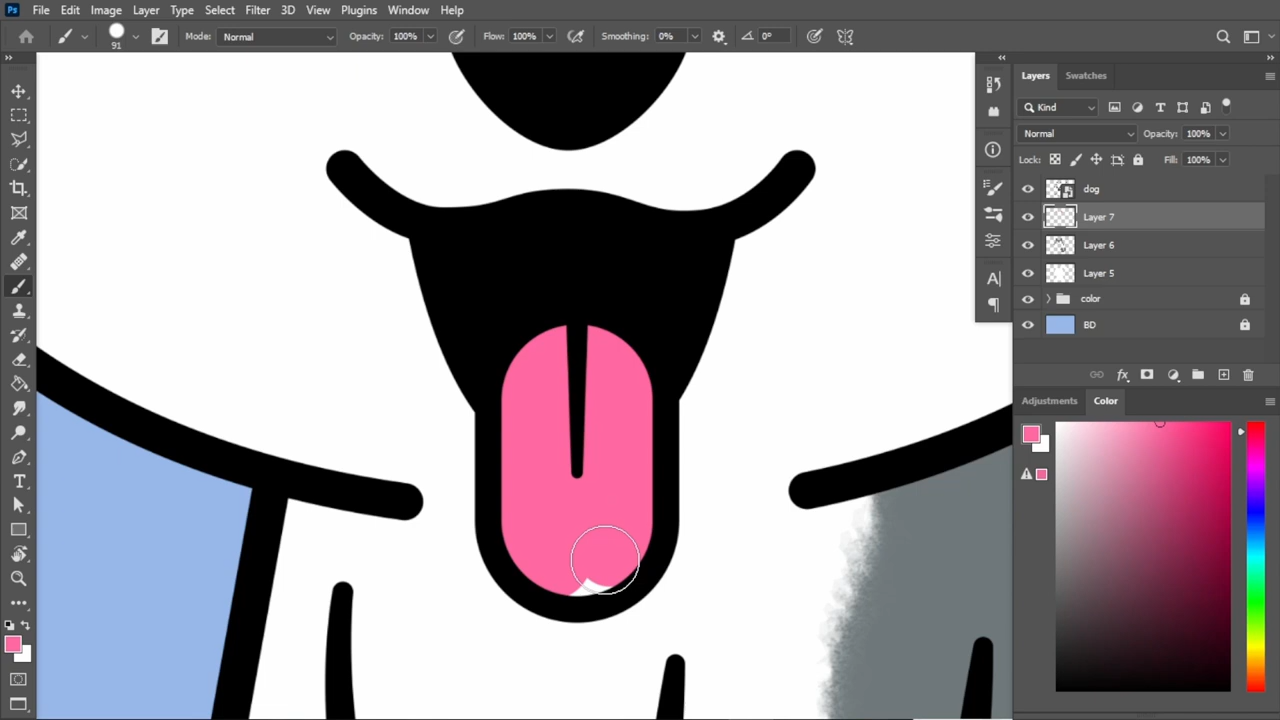 Ps File Edit Image Layer Type Select Filter 3D View Plugins Window Help
91 Mode: Normal Opacity: 100% Flow: 100% Smoothing: 0% 0°
Layers Swatches
Kind
Normal Opacity: 100%
Lock: Fill: 100%
dog
Layer 7
Layer 6
Layer 5
color
BD
Adjustments Color